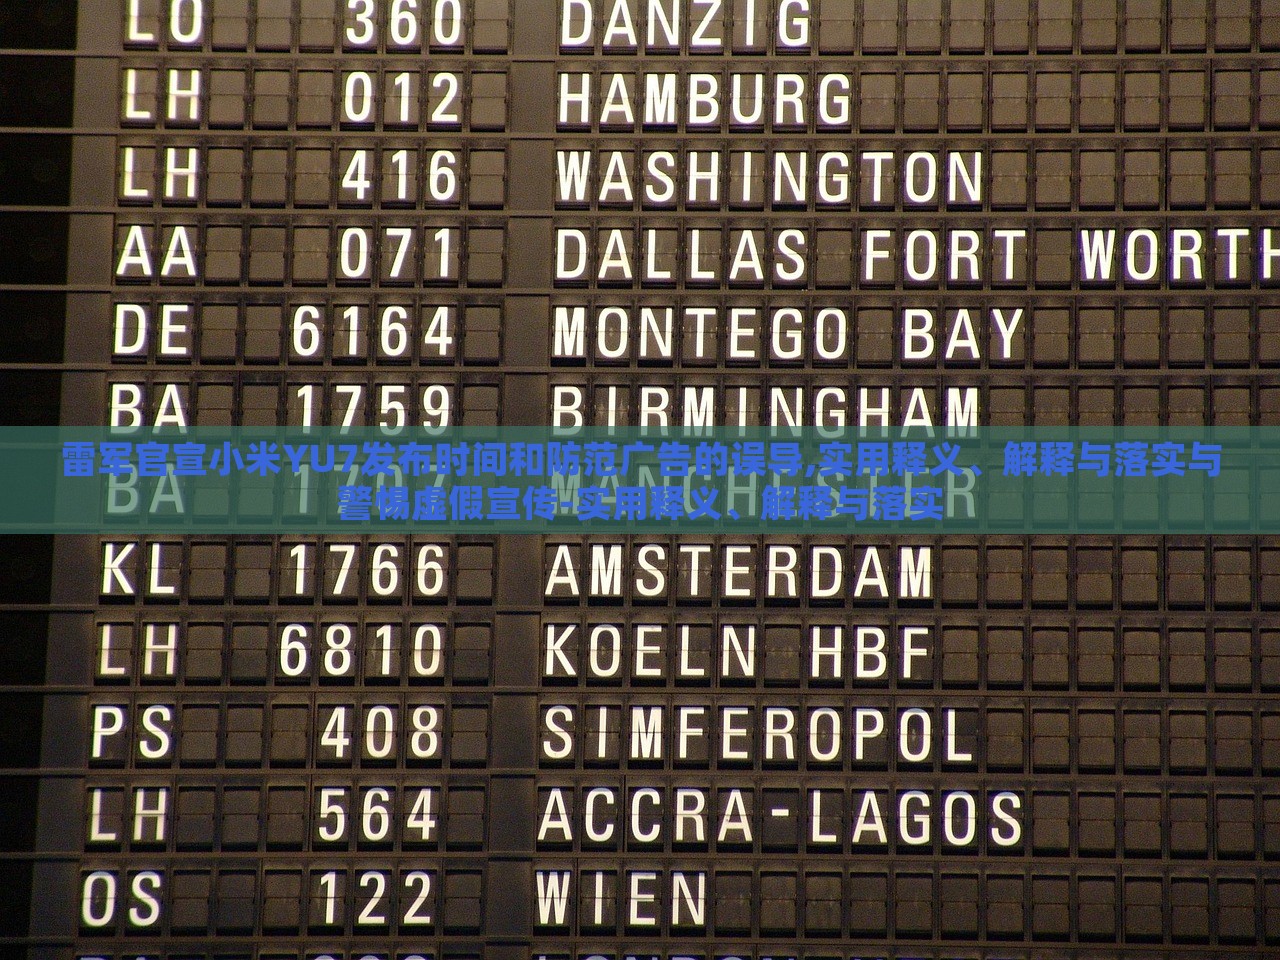 LO 360 DANZIG
LH 012 HAMBURG
LH 416 WASHINGTON
AA 071 DALLAS FORT WORTH
DE 6164 MONTEGO BAY
BA 1759 BIRMINGHAM
雷军官宣小米YU7发布时间和防范广告的误导,实用释义、解释与落实与
BA 1707 MANCHESTER
警惕虚假宣传-实用释义、解释与落实
KL 1766 AMSTERDAM
LH 6810 KOELN HBF
PS 408 SIMFEROPOL
LH 564 ACCRA-LAGOS
OS 122 WIEN